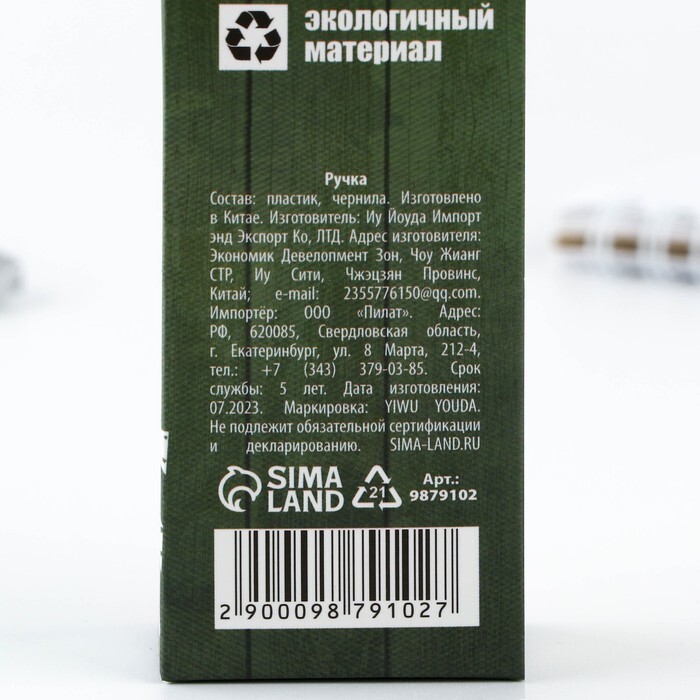 экологичный
материал
Ручка
Состав: пластик, чернила. Изготовлено
в Китае. Изготовитель: Иу Йоуда Импорт
энд Экспорт Ко, ЛТД. Адрес изготовителя:
Экономик Девелопмент Зон, Чоу Жианг
СТР, Иу Сити, Чжэцзян Провинс,
Китай; e-mail: 2355776150@qq.com.
Импортёр: ООО «Пилат». Адрес:
РФ, 620085, Свердловская область,
г. Екатеринбург, ул. 8 Марта, 212-4,
тел.: +7 (343) 379-03-85. Срок
службы: 5 лет. Дата изготовления:
07.2023. Маркировка: YIWU YOUDA.
Не подлежит обязательной сертификации
и декларированию. SIMA-LAND.RU
SIMA
LAND
21
Арт.:
9879102
2 900098 791027